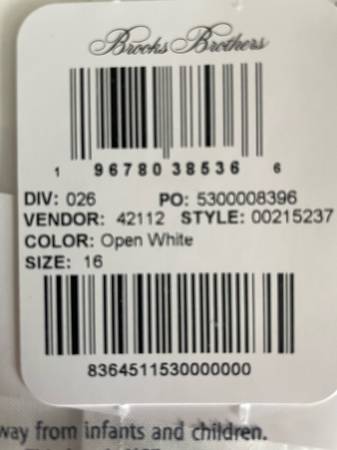 Brooks Brothers
1 96780 38536 6
DIV: 026 PO: 5300008396
VENDOR: 42112 STYLE: 00215237
COLOR: Open White
SIZE: 16
8364511530000000
way from infants and children.